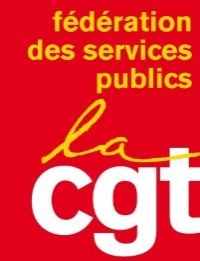 fédération
des services
publics
la
cgt